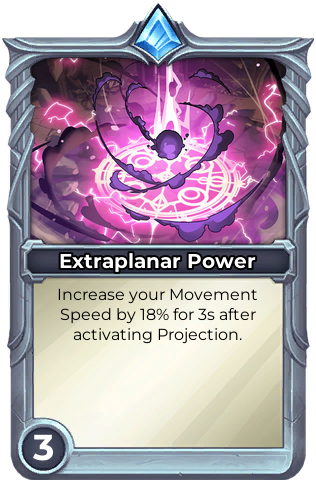 Extraplanar Power
Increase your Movement
Speed by 18% for 3s after
activating Projection.
3